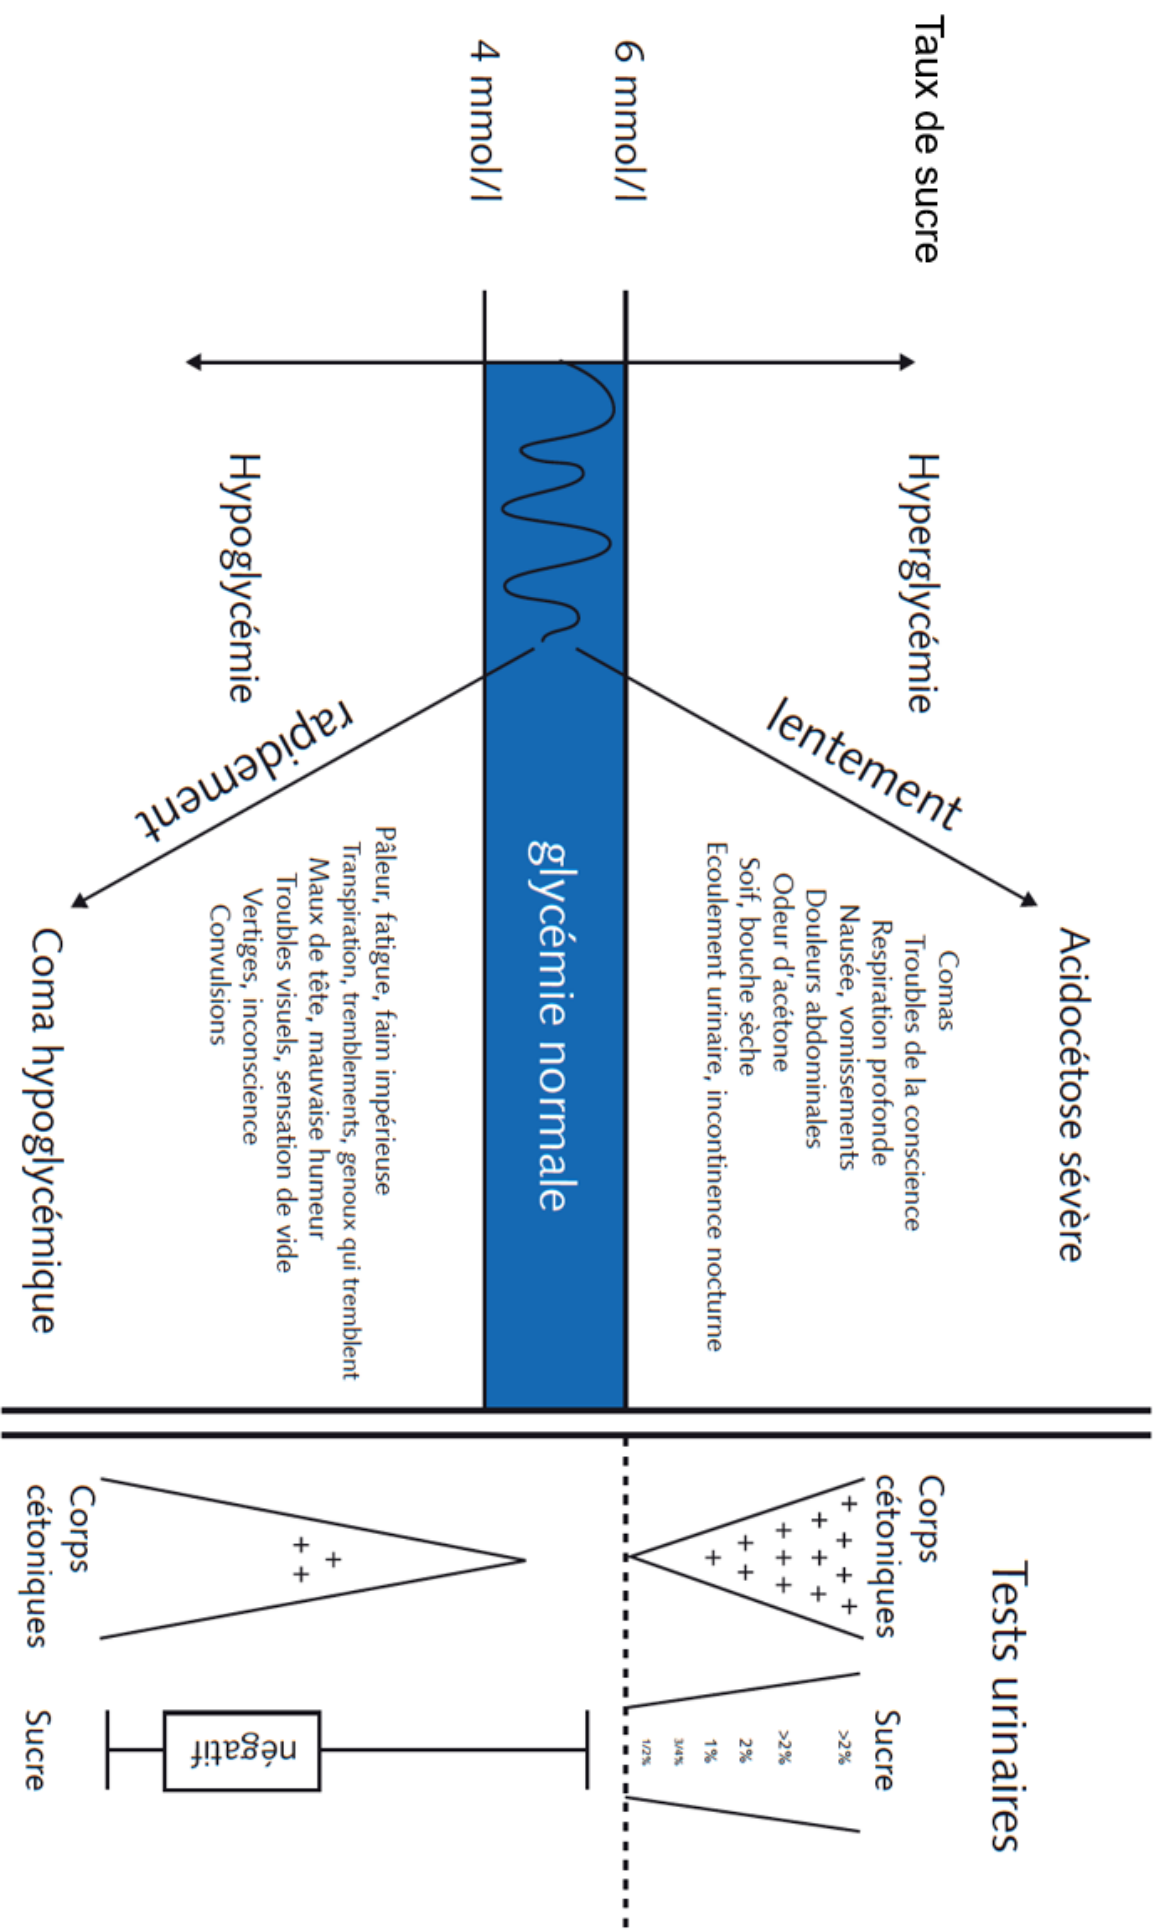 Taux de sucre
6 mmol/l
4 mmol/l
Hyperglycémie
lentement
Acidocétose sévère
Comas
Troubles de la conscience
Respiration profonde
Nausée, vomissements
Douleurs abdominales
Odeur d'acétone
Soif, bouche sèche
Ecoulement urinaire, incontinence nocturne
glycémie normale
Pâleur, fatigue, faim impérieuse
Transpiration, tremblements, genoux qui tremblent
Maux de tête, mauvaise humeur
Troubles visuels, sensation de vide
Vertiges, inconscience
Convulsions
Hypoglycémie
rapidement
Coma hypoglycémique
Tests urinaires
Corps
cétoniques
+ + + +
+ + +
+ + +
+ +
+
Sucre
>2%
>2%
2%
1%
3/4%
1/2%
+
+ +
Corps
cétoniques
négatif
Sucre